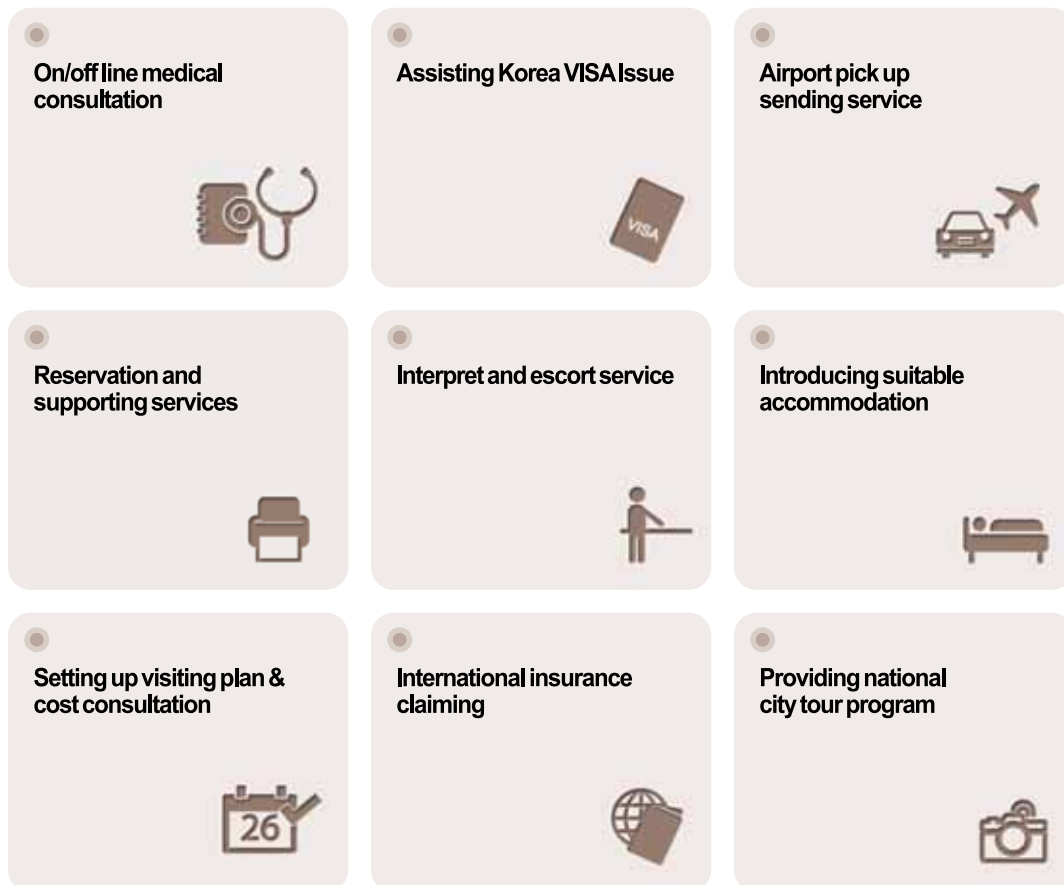 On/off line medical
consultation
Assisting Korea VISA Issue
Airport pick up
sending service
VISA
Reservation and
supporting services
Interpret and escort service
Introducing suitable
accommodation
Setting up visiting plan &
cost consultation
International insurance
claiming
Providing national
city tour program
26